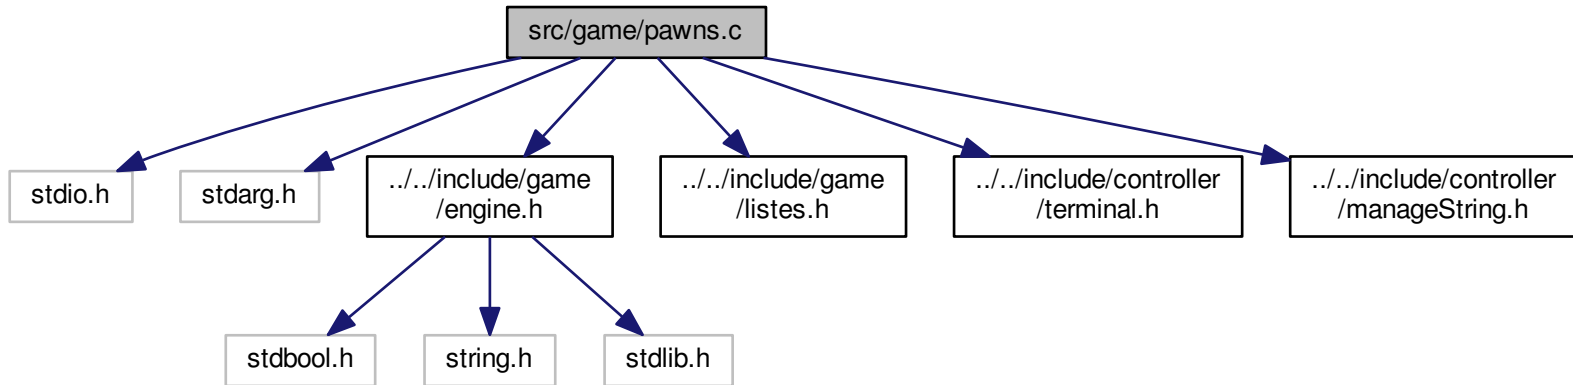 src/game/pawns.c
stdio.h
stdarg.h
../../include/game
/engine.h
../../include/game
/listes.h
../../include/controller
/terminal.h
../../include/controller
/manageString.h
stdbool.h
string.h
stdlib.h